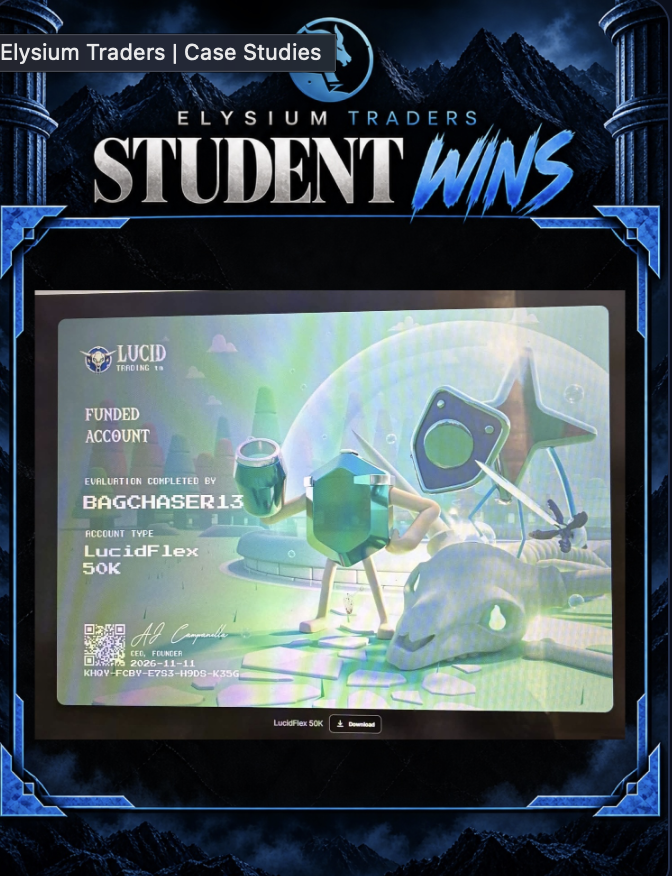 Elysium Traders | Case Studies
ELYSIUM TRADERS
STUDENT WINS
LUCID
TRADING
FUNDED
ACCOUNT
EVALUATION COMPLETED BY
BAGCHASER13
ACCOUNT TYPE
LucidFlex
50K
AJ Campanella
CEO, FOUNDER
2026-11-11
KHQY-FCBY-E7S3-H9DS-K35G
LucidFlex 50K
Download